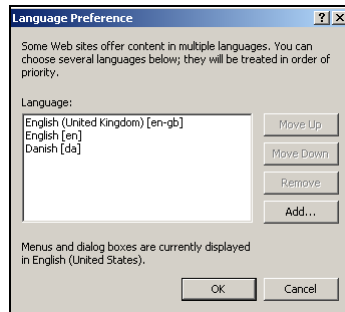 Language Preference
Some Web sites offer content in multiple languages. You can
choose several languages below; they will be treated in order of
priority.
Language:
English (United Kingdom) [en-gb]
English [en]
Danish [da]
Move Up
Move Down
Remove
Add...
Menus and dialog boxes are currently displayed
in English (United States).
OK
Cancel